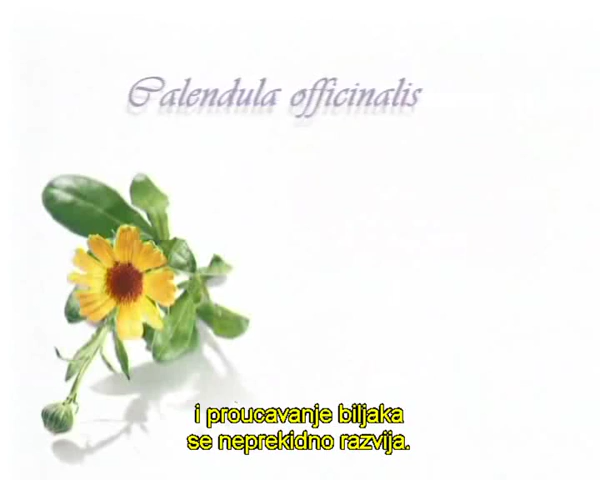 Calendula officinalis
i proucavanje biljaka
se neprekidno razvija.